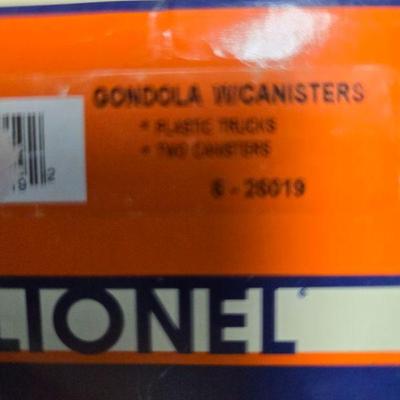 GONDOLA W/CANISTERS
* PLASTIC TRUCKS
* TWO CANISTERS
6 - 26019
LIONEL